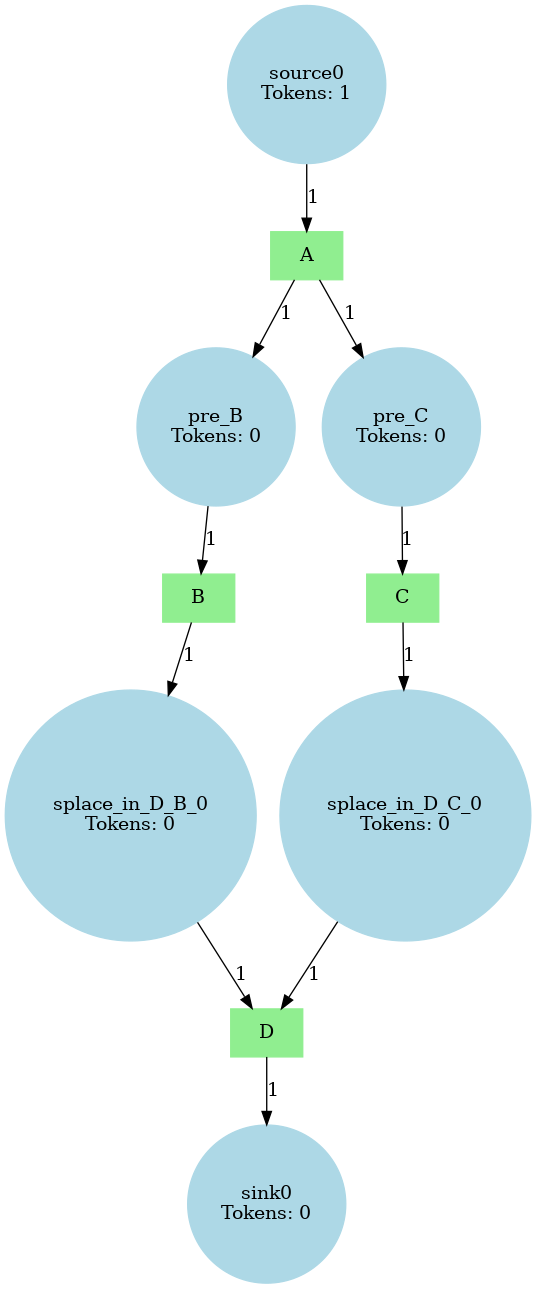 source0
Tokens: 1
1
A
1
1
pre_B
Tokens: 0
pre_C
Tokens: 0
1
1
B
C
1
1
splace_in_D_B_0
Tokens: 0
splace_in_D_C_0
Tokens: 0
1
1
D
1
sink0
Tokens: 0